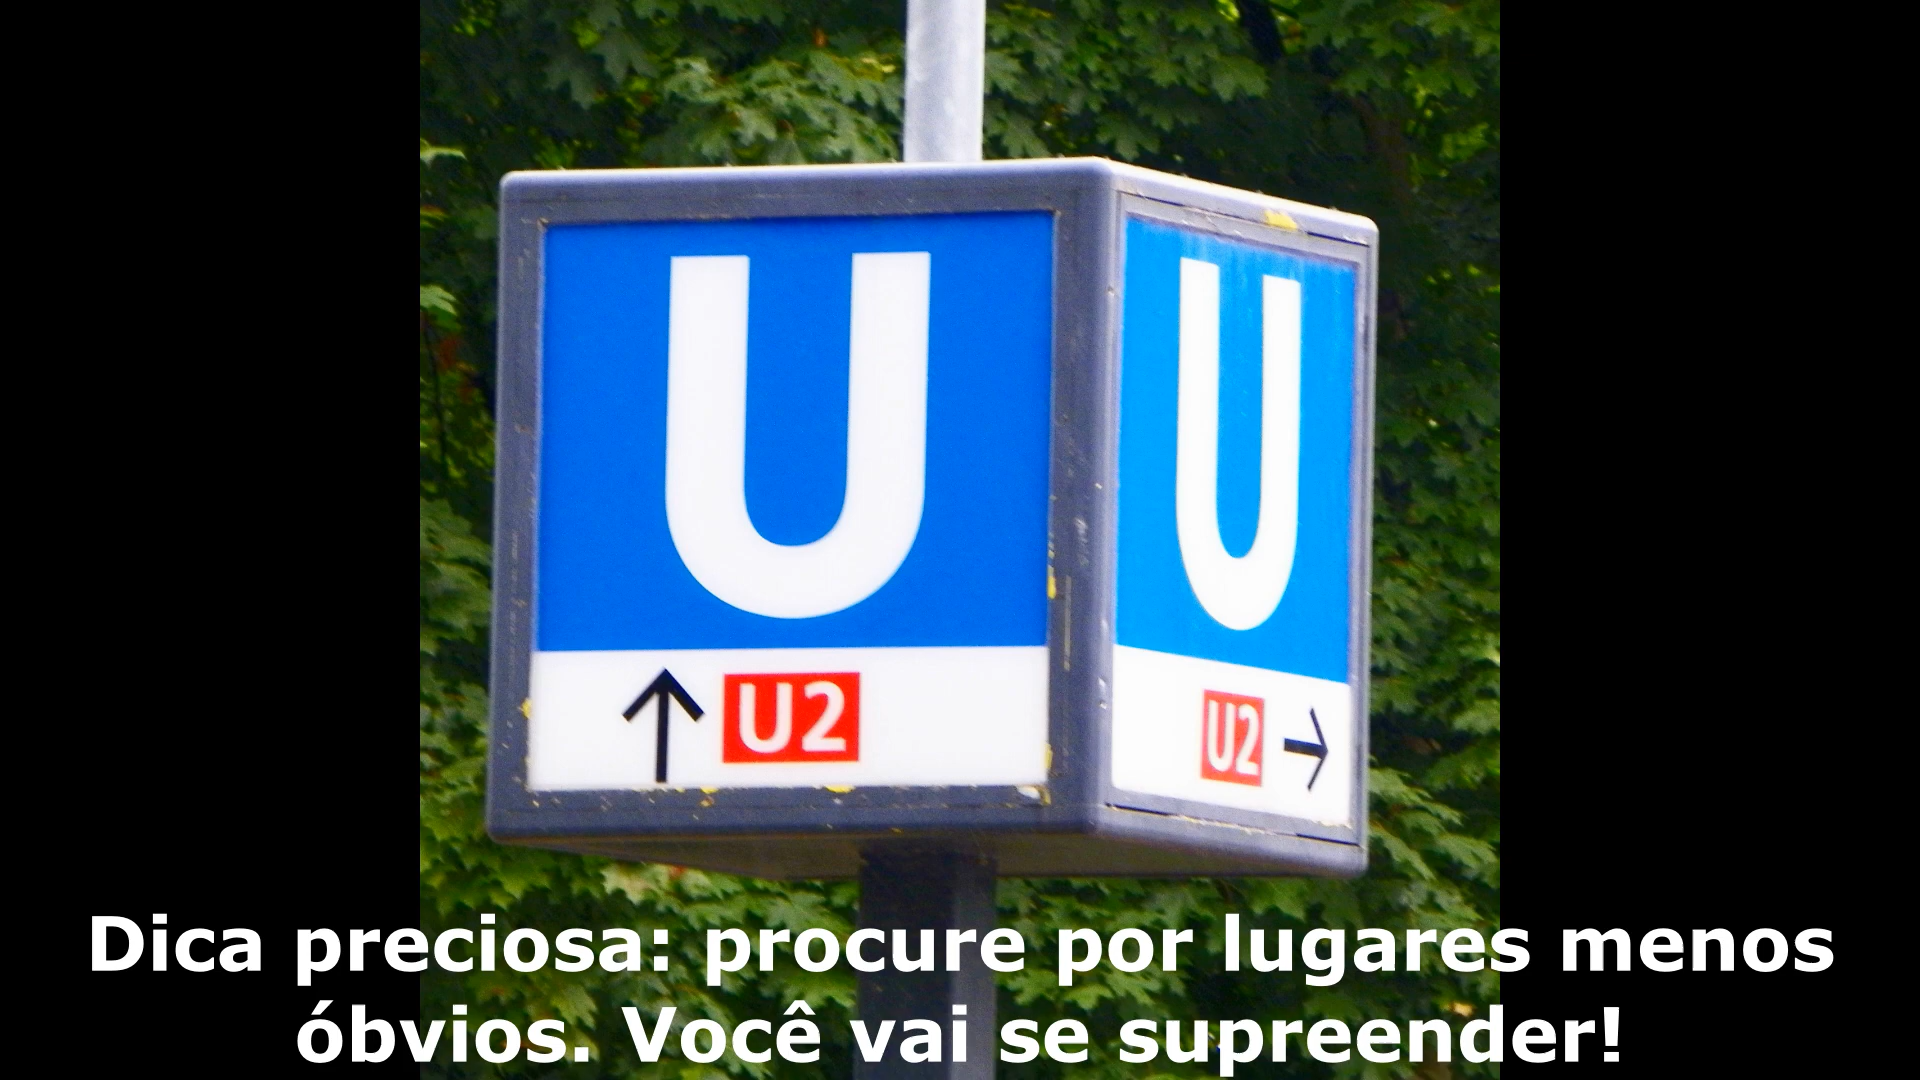 U
U
↑ U2
U2 →
Dica preciosa: procure por lugares menos
óbvios. Você vai se supreender!